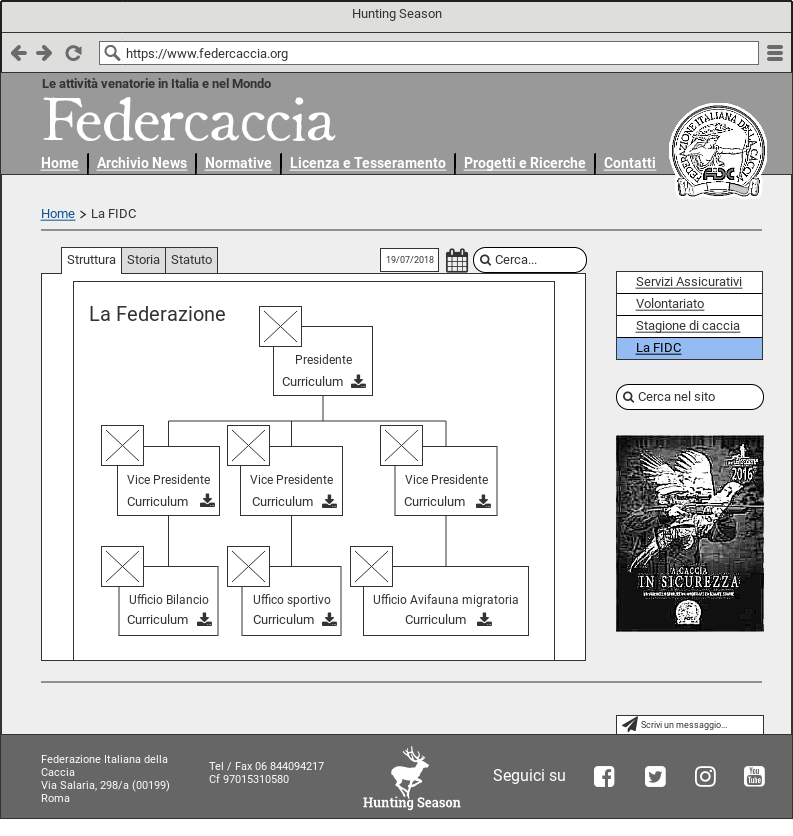 Hunting Season
https://www.federcaccia.org
Le attività venatorie in Italia e nel Mondo
Federcaccia
FEDERAZIONE ITALIANA DELLA CACCIA
FIDC
Home
Archivio News
Normative
Licenza e Tesseramento
Progetti e Ricerche
Contatti
Home > La FIDC
Struttura
Storia
Statuto
19/07/2018
Cerca...
La Federazione
Presidente
Curriculum
Vice Presidente
Curriculum
Vice Presidente
Curriculum
Vice Presidente
Curriculum
Ufficio Bilancio
Curriculum
Uffico sportivo
Curriculum
Ufficio Avifauna migratoria
Curriculum
Servizi Assicurativi
Volontariato
Stagione di caccia
La FIDC
Cerca nel sito
2016
A CACCIA
IN SICUREZZA
Scrivi un messaggio...
Federazione Italiana della
Caccia
Via Salaria, 298/a (00199)
Roma
Tel / Fax 06 844094217
Cf 97015310580
Hunting Season
Seguici su
You
Tube